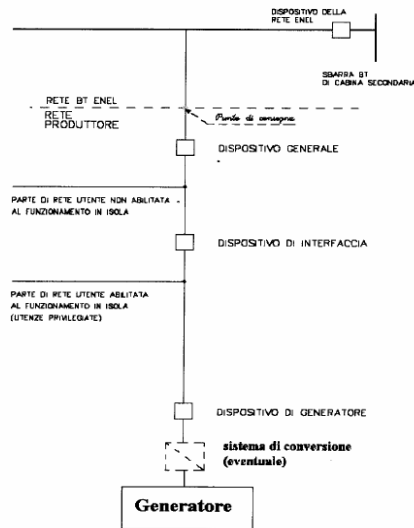 DISPOSITIVO DELLA
RETE ENEL
SBARRA BT
DI CABINA SECONDARIA
RETE BT ENEL
RETE
PRODUTTORE
Punto di consegna
DISPOSITIVO GENERALE
PARTE DI RETE UTENTE NON ABILITATA
AL FUNZIONAMENTO IN ISOLA
DISPOSITIVO DI INTERFACCIA
PARTE DI RETE UTENTE ABILITATA
AL FUNZIONAMENTO IN ISOLA
(UTENZE PRIVILEGIATE)
DISPOSITIVO DI GENERATORE
sistema di conversione
(eventuale)
Generatore